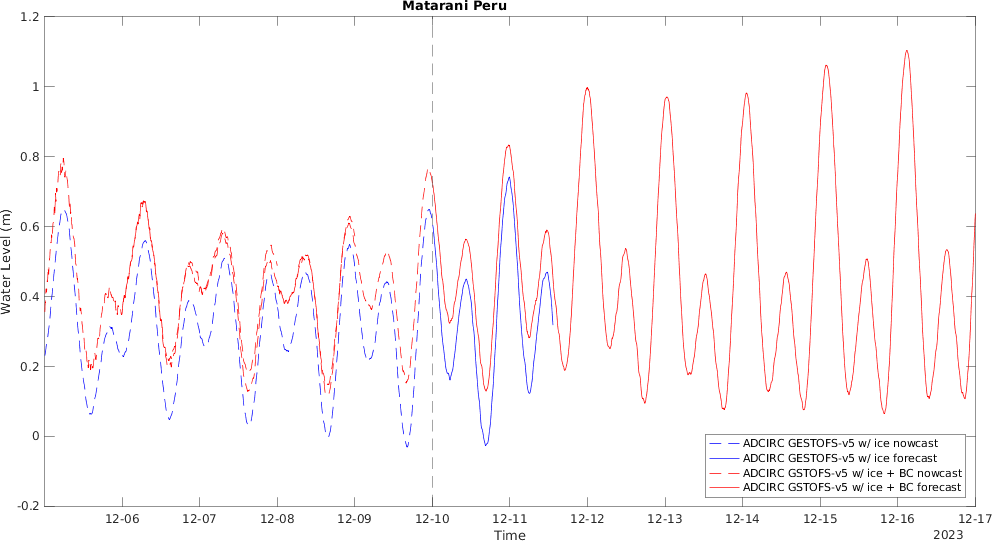 Matarani Peru
1.2
1
0.8
0.6
0.4
0.2
0
-0.2
Water Level (m)
12-06 12-07 12-08 12-09 12-10 12-11 12-12 12-13 12-14 12-15 12-16 12-17
Time
2023
ADCIRC GESTOFS-v5 w/ ice nowcast
ADCIRC GESTOFS-v5 w/ ice forecast
ADCIRC GSTOFS-v5 w/ ice + BC nowcast
ADCIRC GSTOFS-v5 w/ ice + BC forecast